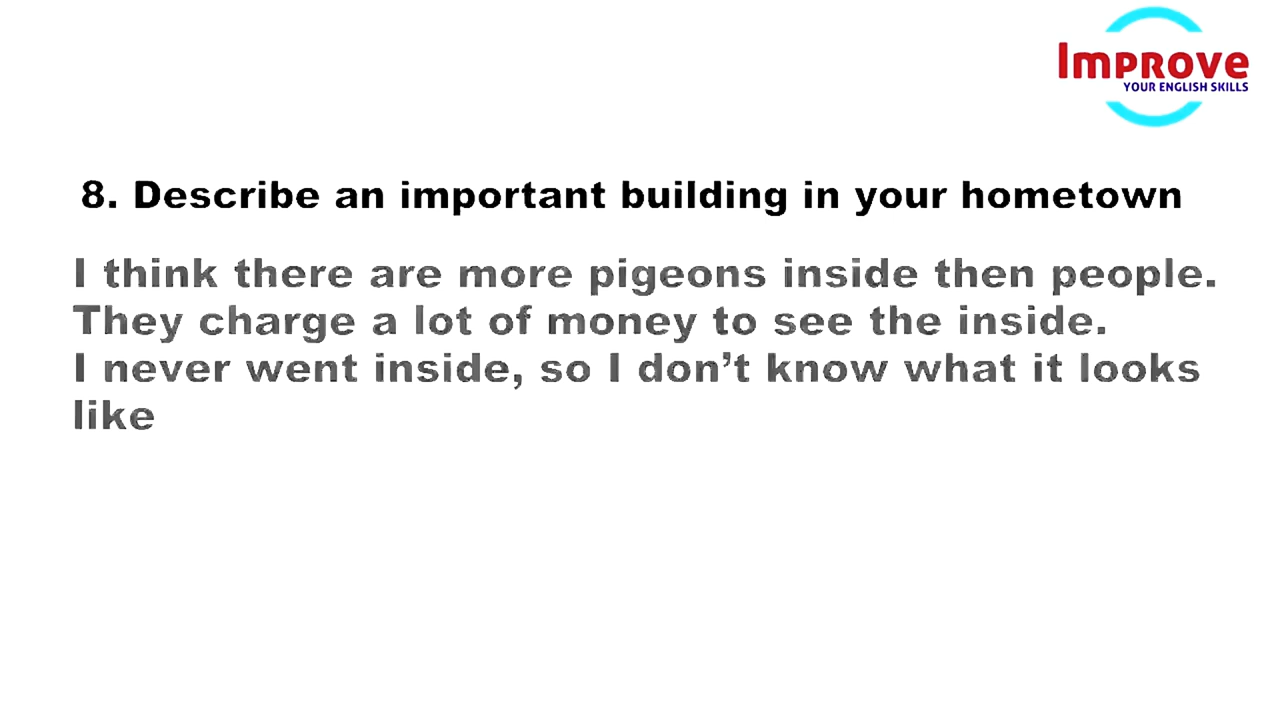 Improve
YOUR ENGLISH SKILLS
8. Describe an important building in your hometown
I think there are more pigeons inside then people.
They charge a lot of money to see the inside.
I never went inside, so I don’t know what it looks
like